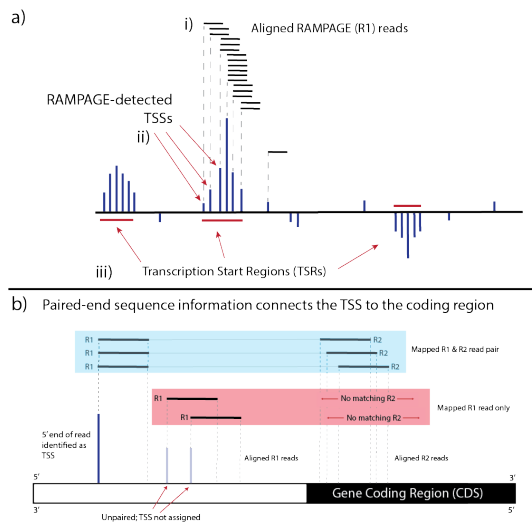 a)
i)
Aligned RAMPAGE (R1) reads
RAMPAGE-detected
TSSs
ii)
iii)
Transcription Start Regions (TSRs)
b)
Paired-end sequence information connects the TSS to the coding region
R1
R2
R1
R2
R1
R2
Mapped R1 & R2 read pair
R1
No matching R2
R1
No matching R2
Mapped R1 read only
5' end of read
identified as
TSS
Aligned R1 reads
Aligned R2 reads
5'
3'
Gene Coding Region (CDS)
3'
5'
Unpaired; TSS not assigned